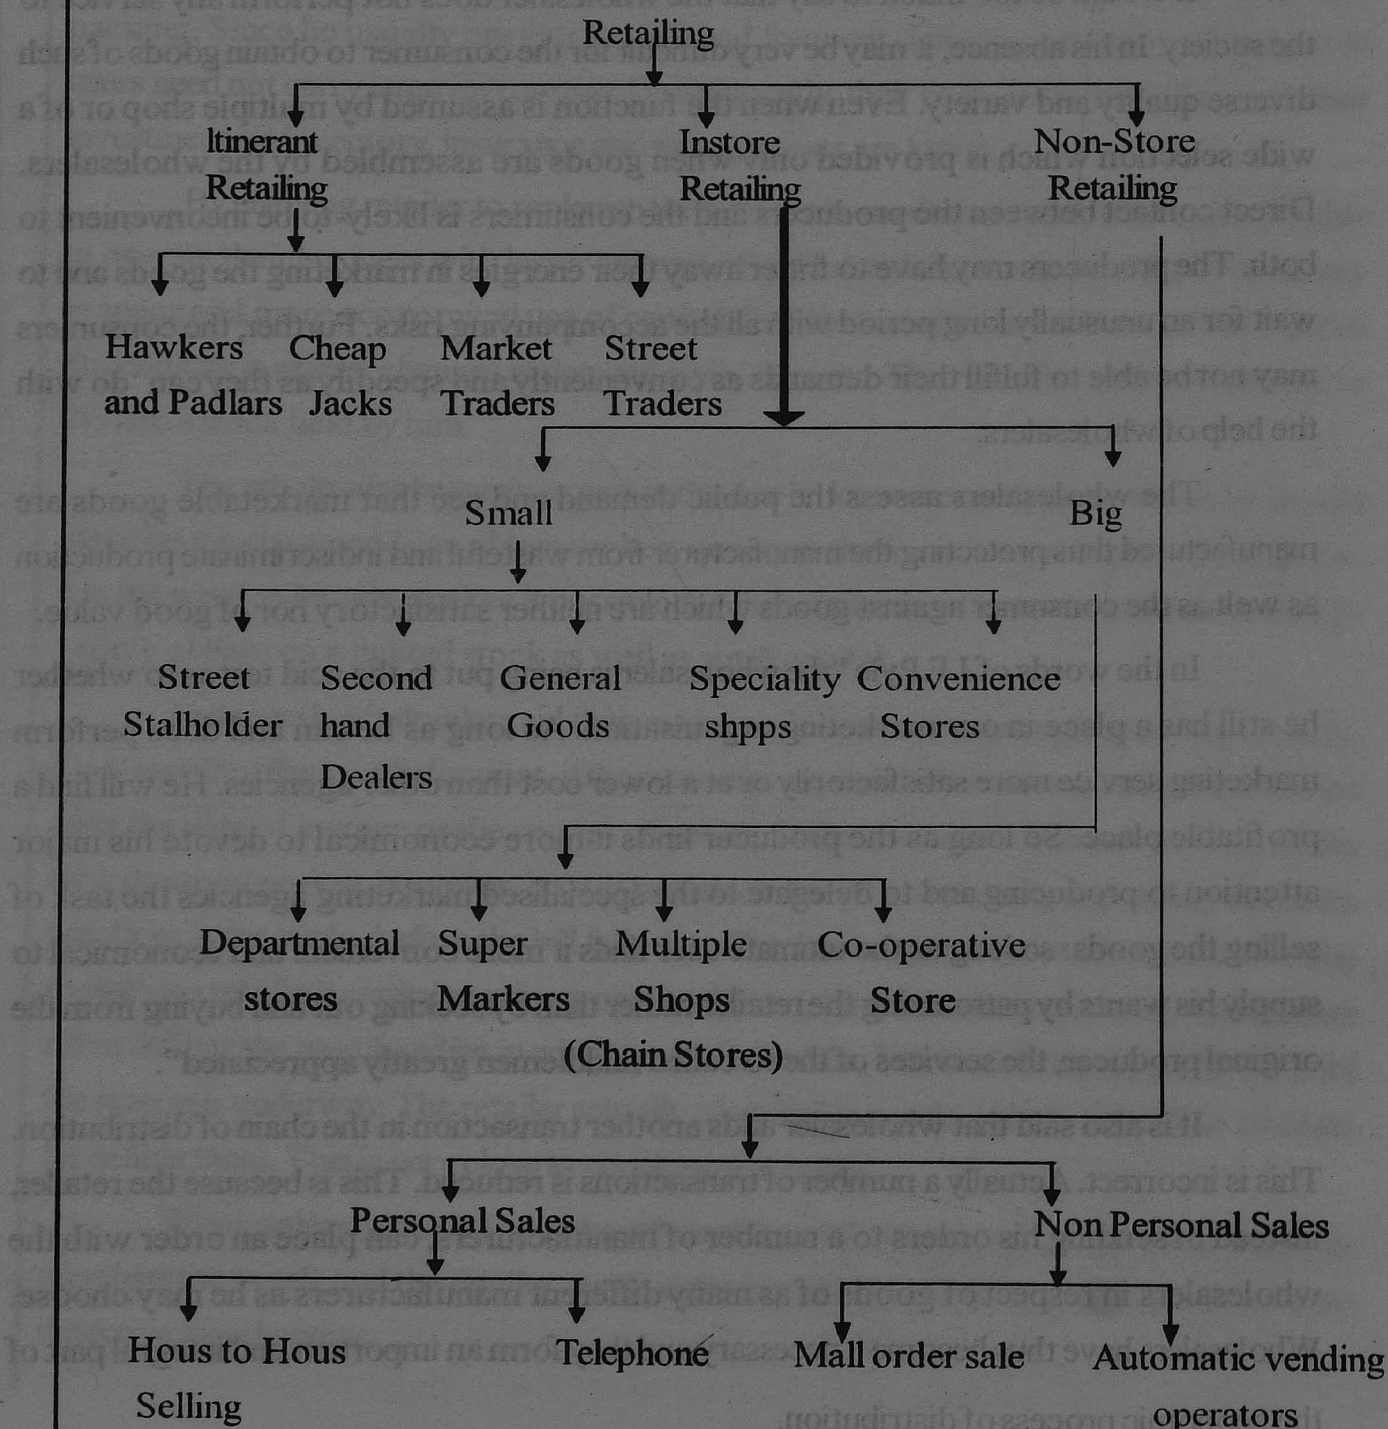 Retailing
Itinerant Instore Non-Store
Retailing Retailing Retailing
Hawkers Cheap Market Street
and Padlars Jacks Traders Traders
Small Big
Street Second General Speciality Convenience
Stalholder hand Goods shpps Stores
Dealers
Departmental Super Multiple Co-operative
stores Markers Shops Store
(Chain Stores)
Personal Sales Non Personal Sales
Hous to Hous Telephone Mall order sale Automatic vending
Selling operators